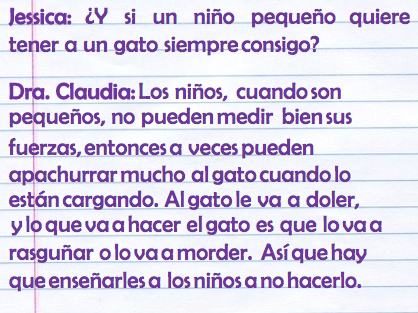 Jessica: ¿Y si un niño pequeño quiere
tener a un gato siempre consigo?
Dra. Claudia: Los niños, cuando son
pequeños, no pueden medir bien sus
fuerzas, entonces a veces pueden
apachurrar mucho al gato cuando lo
están cargando. Al gato le va a doler,
y lo que va a hacer el gato es que lo va a
rasguñar o lo va a morder. Así que hay
que enseñarles a los niños a no hacerlo.